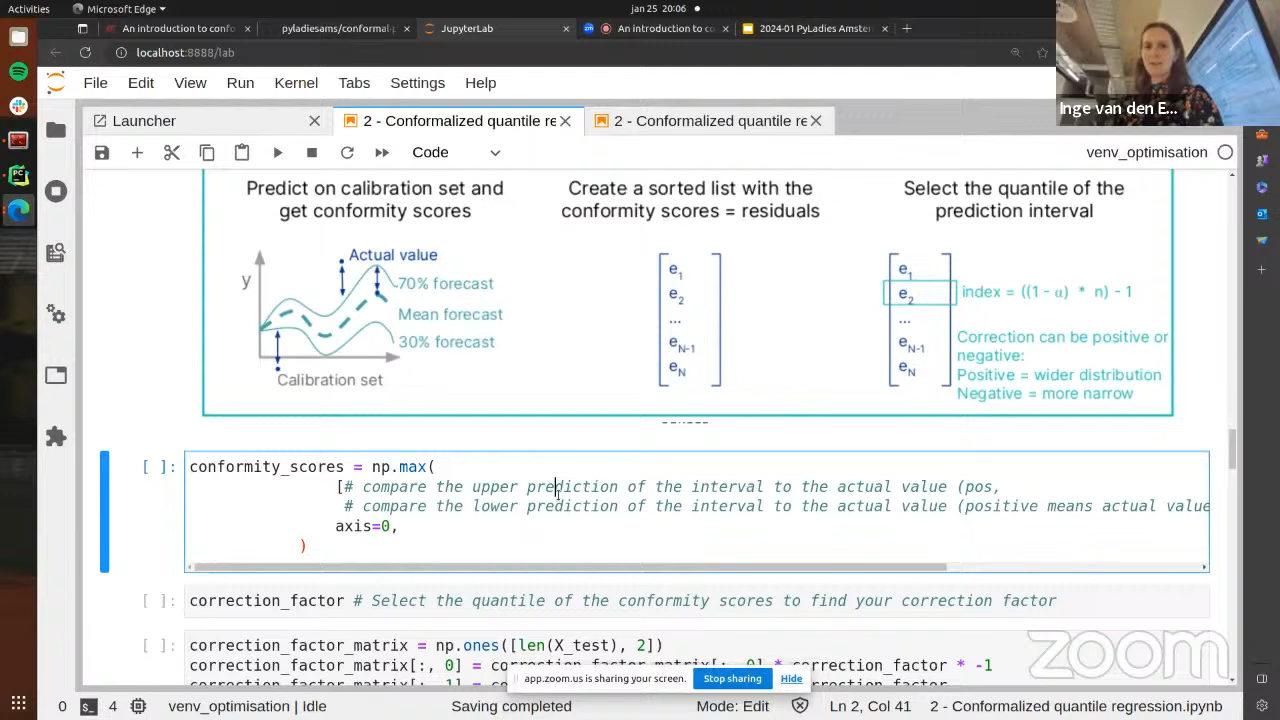 Activities
Microsoft Edge
jan 25 20:06
An introduction to confo
pyladiesams/conformal-p
JupyterLab
An introduction to co
2024-01 PyLadies Amste
localhost:8888/lab
Inge van den E...
File Edit View Run Kernel Tabs Settings Help
Launcher
2 - Conformalized quantile re
2 - Conformalized quantile re
Code
venv_optimisation
Predict on calibration set and
get conformity scores
Create a sorted list with the
conformity scores = residuals
Select the quantile of the
prediction interval
y
Actual value
70% forecast
Mean forecast
30% forecast
Calibration set
e1
e2
...
eN-1
eN
e1
e2
...
eN-1
eN
index = ((1 - α) * n) - 1
Correction can be positive or
negative:
Positive = wider distribution
Negative = more narrow
[ ]: conformity_scores = np.max(
[# compare the upper prediction of the interval to the actual value (pos,
# compare the lower prediction of the interval to the actual value (positive means actual value
axis=0,
)
[ ]: correction_factor # Select the quantile of the conformity scores to find your correction factor
[ ]: correction_factor_matrix = np.ones([len(X_test), 2])
correction_factor_matrix[:, 0] = correction_factor_matrix[:, 0] * correction_factor * -1
zoom
app.zoom.us is sharing your screen. Stop sharing Hide
0 4 venv_optimisation | Idle Saving completed Mode: Edit Ln 2, Col 41 2 - Conformalized quantile regression.ipynb